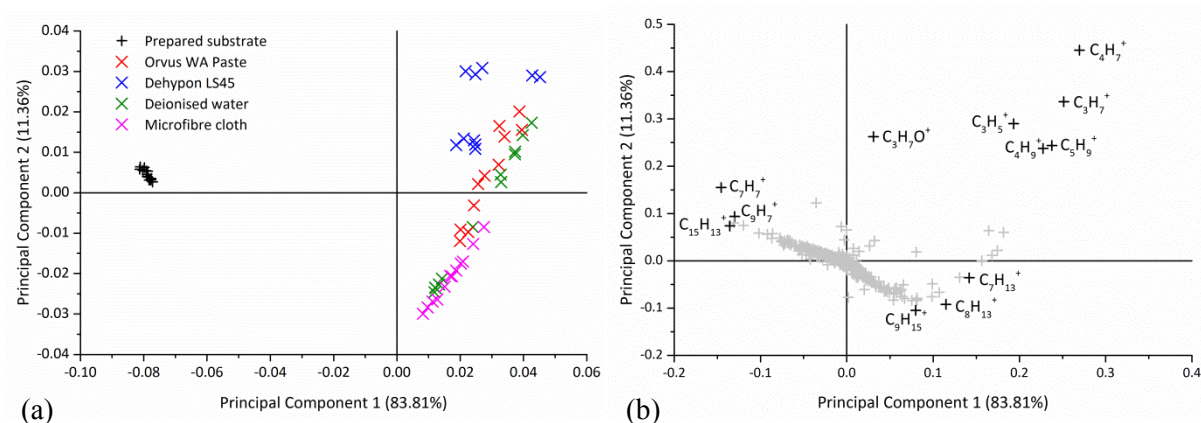 Prepared substrate
Orvus WA Paste
Dehypon LS45
Deionised water
Microfibre cloth
0.04
0.03
0.02
0.01
0.00
-0.01
-0.02
-0.03
-0.04
-0.10
-0.08
-0.06
-0.04
-0.02
0.00
0.02
0.04
0.06
Principal Component 2 (11.36%)
Principal Component 1 (83.81%)
(a)
0.5
0.4
0.3
0.2
0.1
0.0
-0.1
-0.2
-0.2
-0.1
0.0
0.1
0.2
0.3
0.4
Principal Component 2 (11.36%)
Principal Component 1 (83.81%)
C₄H₇⁺
C₃H₇⁺
C₃H₅⁺
C₃H₇O⁺
C₄H₉⁺
C₅H₉⁺
C₇H₇⁺
C₉H₇⁺
C₁₅H₁₃⁺
C₇H₁₃⁺
C₈H₁₃⁺
C₉H₁₅⁺
(b)